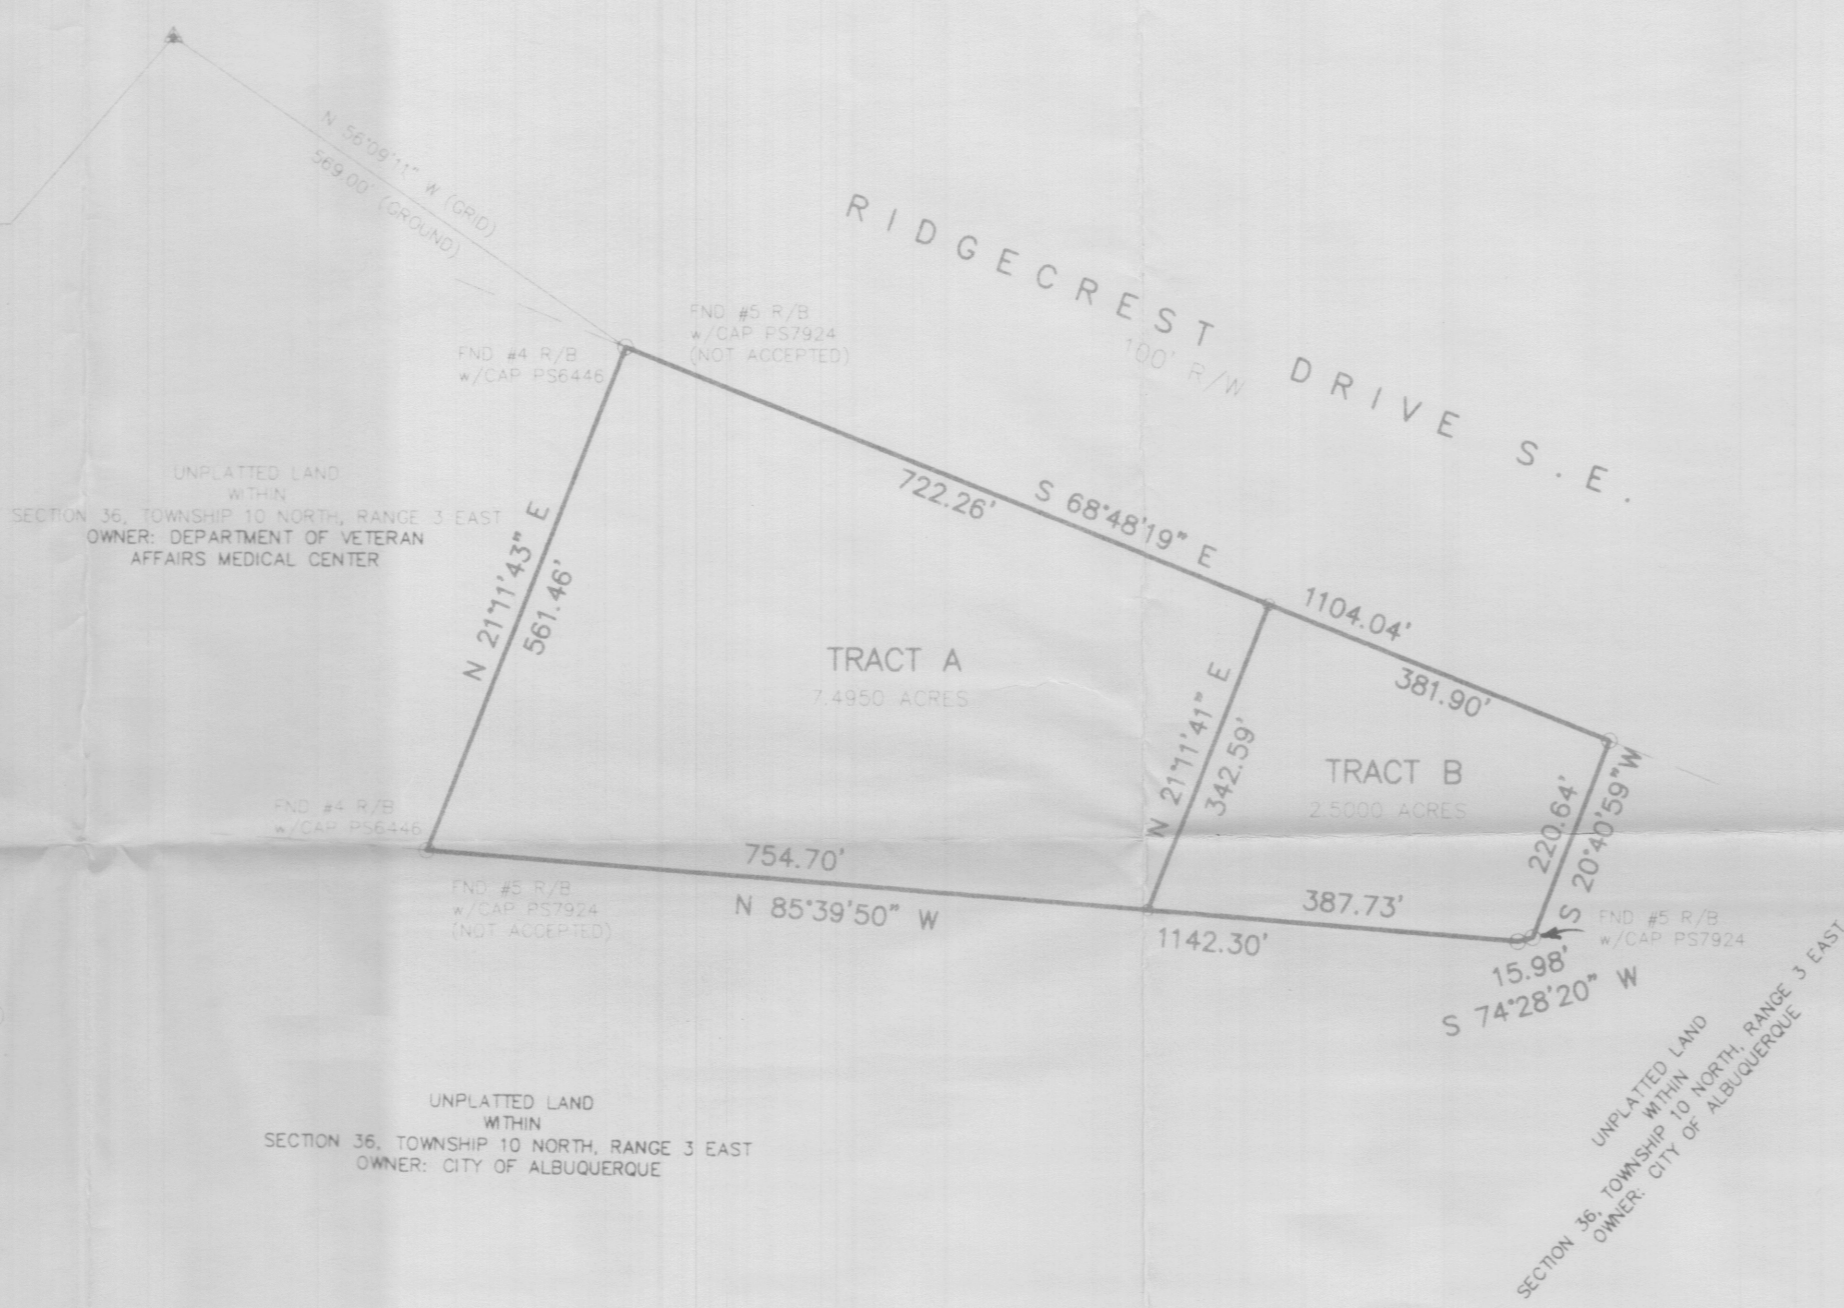 N 56°09'11" W (GRID)
569.00' (GROUND)
RIDGECREST DRIVE S.E.
100' R/W
FND #5 R/B
w/CAP PS7924
(NOT ACCEPTED)
FND #4 R/B
w/CAP PS6446
UNPLATTED LAND
WITHIN
SECTION 36, TOWNSHIP 10 NORTH, RANGE 3 EAST
OWNER: DEPARTMENT OF VETERAN
AFFAIRS MEDICAL CENTER
N 21°11'43" E
561.46'
722.26'
S 68°48'19" E
1104.04'
381.90'
TRACT A
7.4950 ACRES
N 21°11'41" E
342.59'
TRACT B
2.5000 ACRES
220.64'
S 20°40'59" W
FND #4 R/B
w/CAP PS6446
754.70'
N 85°39'50" W
FND #5 R/B
w/CAP PS7924
(NOT ACCEPTED)
387.73'
1142.30'
FND #5 R/B
w/CAP PS7924
15.98'
S 74°28'20" W
UNPLATTED LAND
WITHIN
SECTION 36, TOWNSHIP 10 NORTH, RANGE 3 EAST
OWNER: CITY OF ALBUQUERQUE
UNPLATTED LAND
WITHIN
SECTION 36, TOWNSHIP 10 NORTH, RANGE 3 EAST
OWNER: CITY OF ALBUQUERQUE